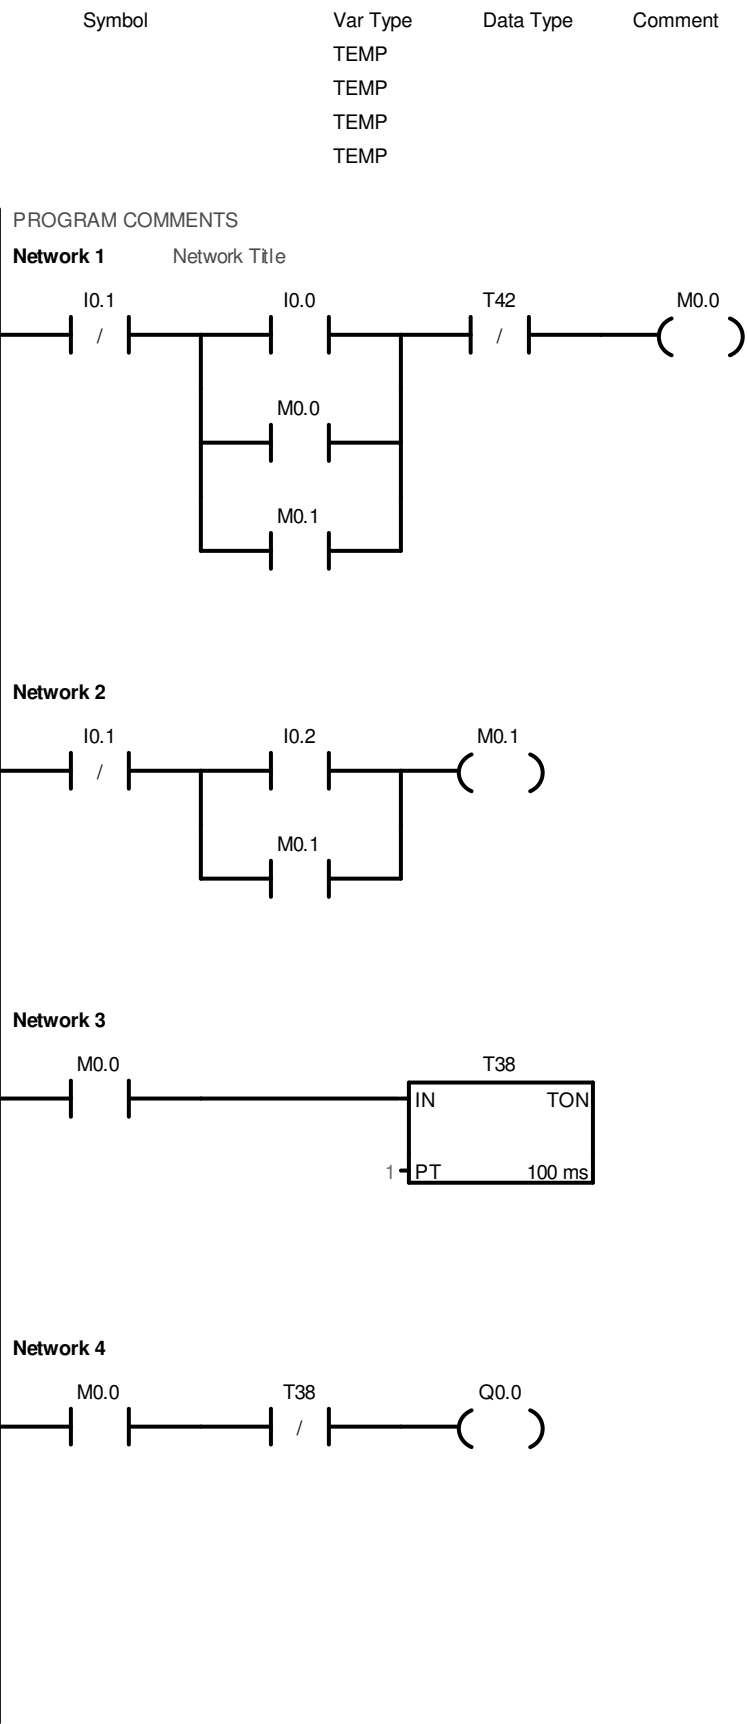 Symbol Var Type Data Type Comment
TEMP
TEMP
TEMP
TEMP
PROGRAM COMMENTS
Network 1 Network Title
I0.1 I0.0 T42 M0.0
/ /
M0.0
M0.1
Network 2
I0.1 I0.2 M0.1
/
M0.1
Network 3
M0.0 T38
IN TON
1 PT 100 ms
Network 4
M0.0 T38 Q0.0
/